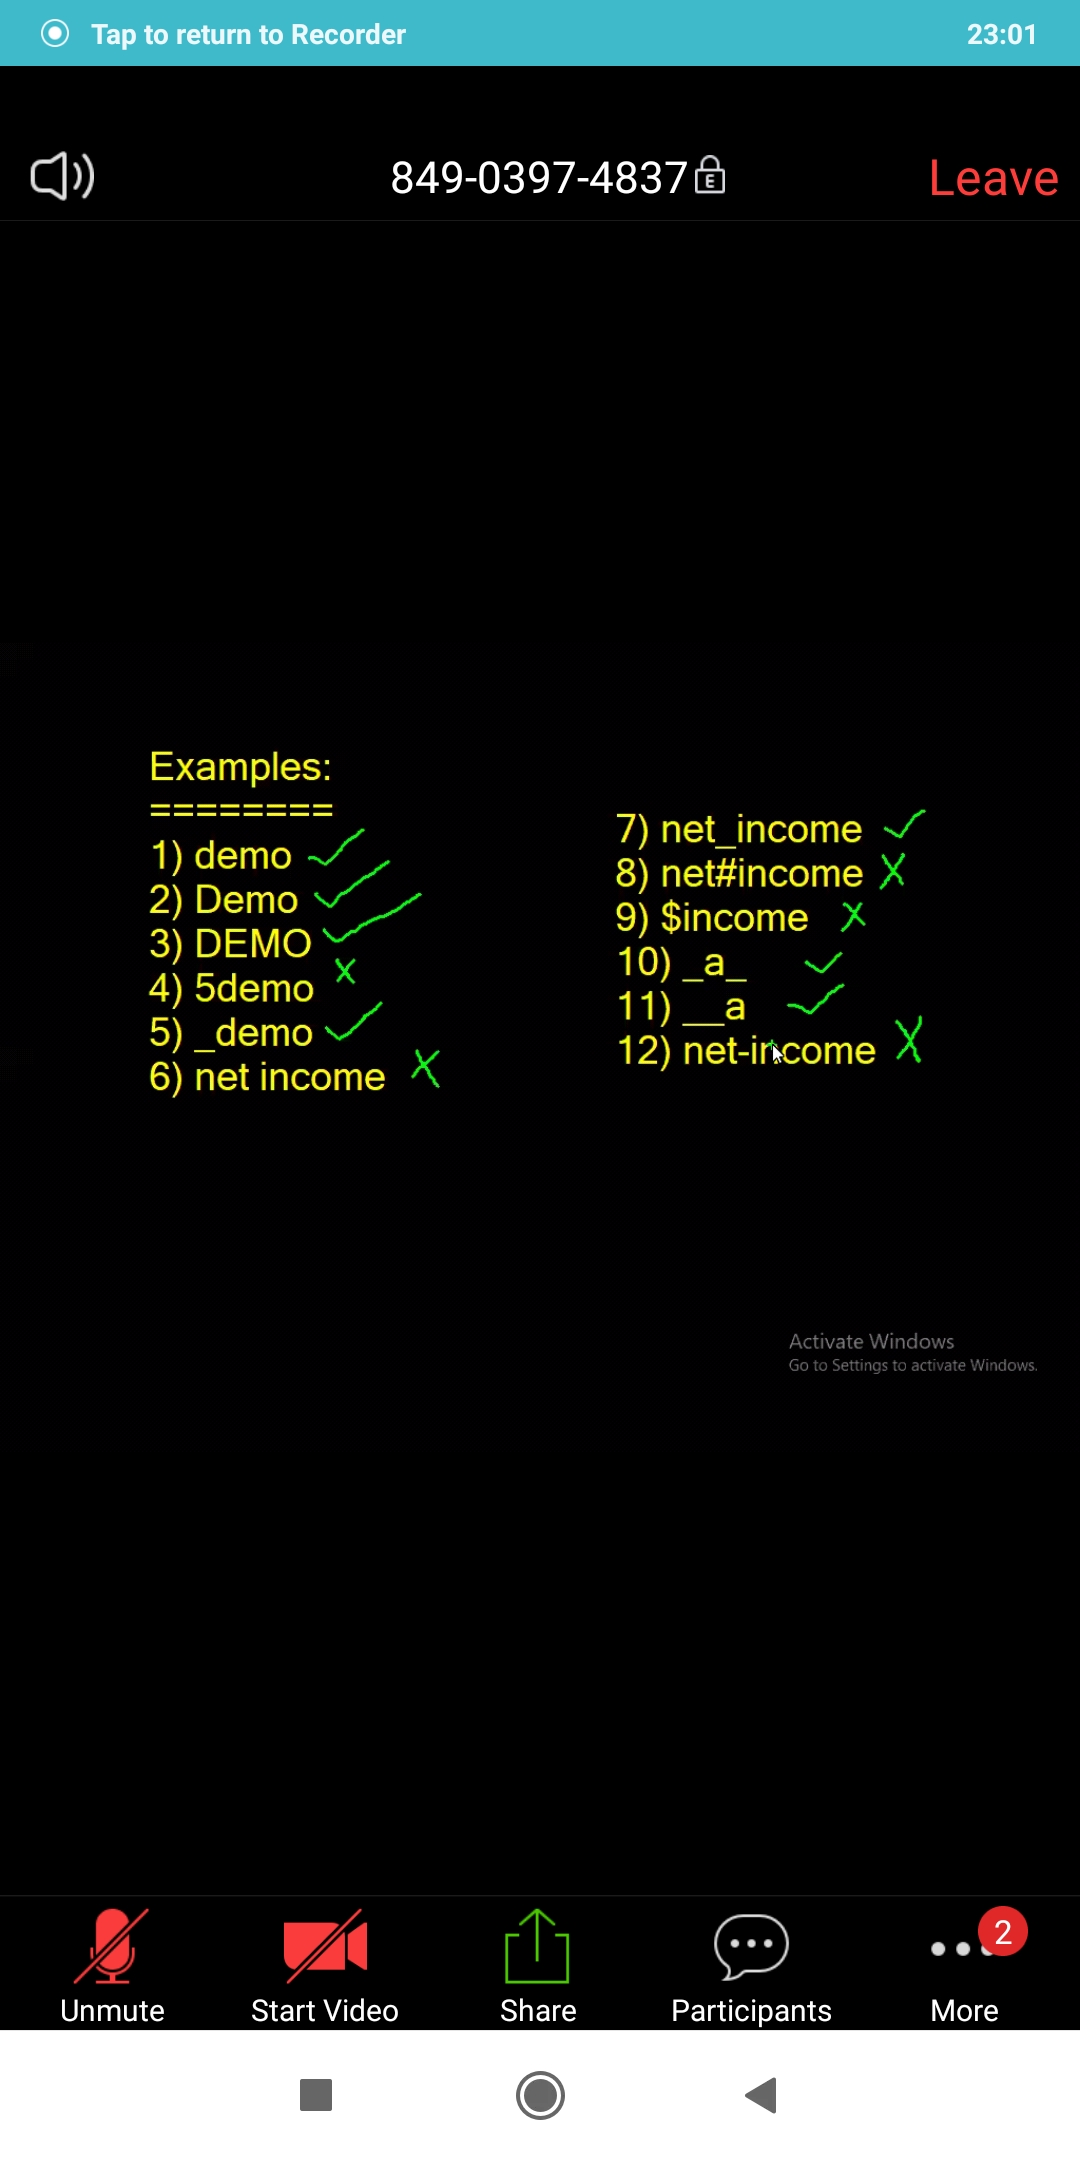 Tap to return to Recorder 23:01
849-0397-4837 E Leave
Examples:
========
1) demo ✓
2) Demo ✓
3) DEMO ✓
4) 5demo X
5) _demo ✓
6) net income X
7) net_income ✓
8) net#income X
9) $income X
10) _a_ ✓
11) __a ✓
12) net-income X
Activate Windows
Go to Settings to activate Windows.
2
Unmute Start Video Share Participants More